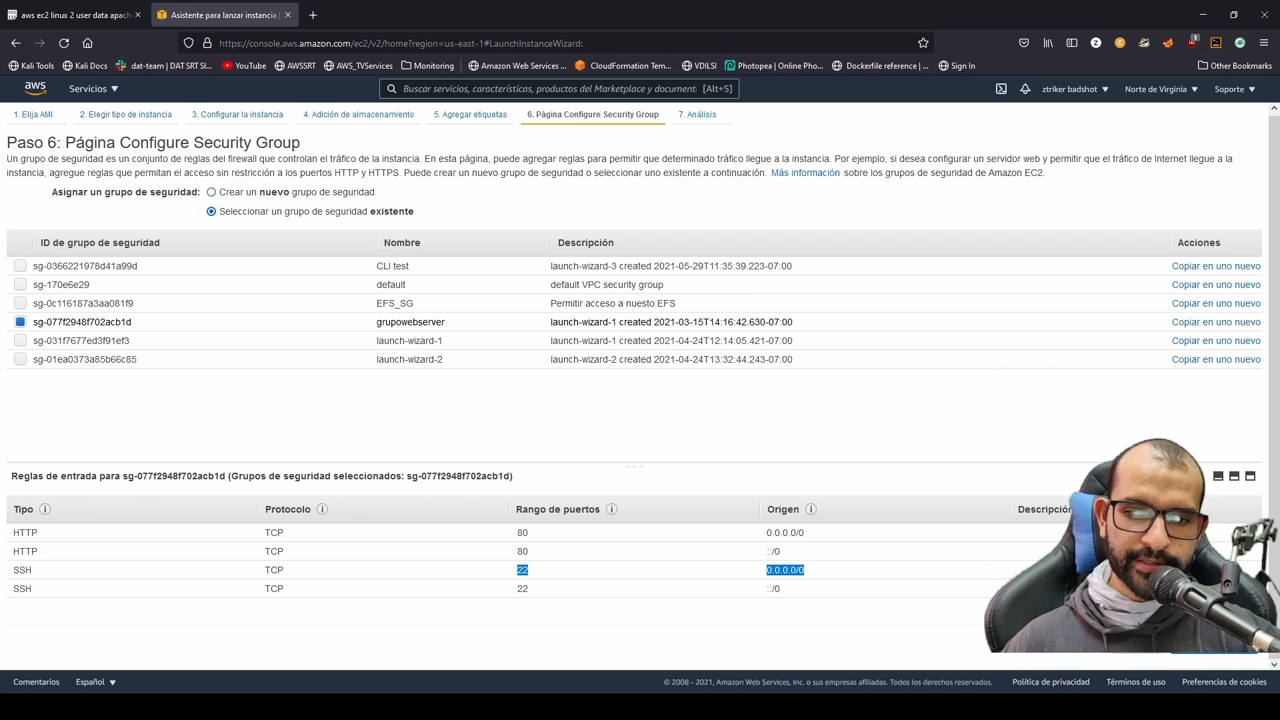 aws ec2 linux 2 user data apach
Asistente para lanzar instancia |
https://console.aws.amazon.com/ec2/v2/home?region=us-east-1#LaunchInstanceWizard:
Kali Tools
Kali Docs
dat-team | DAT SRT Sl...
YouTube
AWSSRT
AWS_TVServices
Monitoring
Amazon Web Services ...
CloudFormation Tem...
VDILSI
Photopea | Online Pho...
Dockerfile reference | ...
Sign In
Other Bookmarks
aws
Servicios
Buscar servicios, características, productos del Marketplace y document
[Alt+S]
ztriker badshot
Norte de Virginia
Soporte
1. Elija AMI
2. Elegir tipo de instancia
3. Configurar la instancia
4. Adición de almacenamiento
5. Agregar etiquetas
6. Página Configure Security Group
7. Análisis
Paso 6: Página Configure Security Group
Un grupo de seguridad es un conjunto de reglas del firewall que controlan el tráfico de la instancia. En esta página, puede agregar reglas para permitir que determinado tráfico llegue a la instancia. Por ejemplo, si desea configurar un servidor web y permitir que el tráfico de Internet llegue a la
instancia, agregue reglas que permitan el acceso sin restricción a los puertos HTTP y HTTPS. Puede crear un nuevo grupo de seguridad o seleccionar uno existente a continuación. Más información sobre los grupos de seguridad de Amazon EC2.
Asignar un grupo de seguridad: Crear un nuevo grupo de seguridad
Seleccionar un grupo de seguridad existente
ID de grupo de seguridad Nombre Descripción Acciones
sg-0366221978d41a99d CLI test launch-wizard-3 created 2021-05-29T11:35:39.223-07:00 Copiar en uno nuevo
sg-170e6e29 default default VPC security group Copiar en uno nuevo
sg-0c116187a3aa081f9 EFS_SG Permitir acceso a nuesto EFS Copiar en uno nuevo
sg-077f2948f702acb1d grupowebserver launch-wizard-1 created 2021-03-15T14:16:42.630-07:00 Copiar en uno nuevo
sg-031f7677ed3f91ef3 launch-wizard-1 launch-wizard-1 created 2021-04-24T12:14:05.421-07:00 Copiar en uno nuevo
sg-01ea0373a85b66c85 launch-wizard-2 launch-wizard-2 created 2021-04-24T13:32:44.243-07:00 Copiar en uno nuevo
Reglas de entrada para sg-077f2948f702acb1d (Grupos de seguridad seleccionados: sg-077f2948f702acb1d)
Tipo Protocolo Rango de puertos Origen Descripción
HTTP TCP 80 0.0.0.0/0
HTTP TCP 80 ::/0
SSH TCP 22 0.0.0.0/0
SSH TCP 22 ::/0
Comentarios
Español
© 2008 - 2021, Amazon Web Services, Inc. o sus empresas afiliadas. Todos los derechos reservados.
Política de privacidad
Términos de uso
Preferencias de cookies